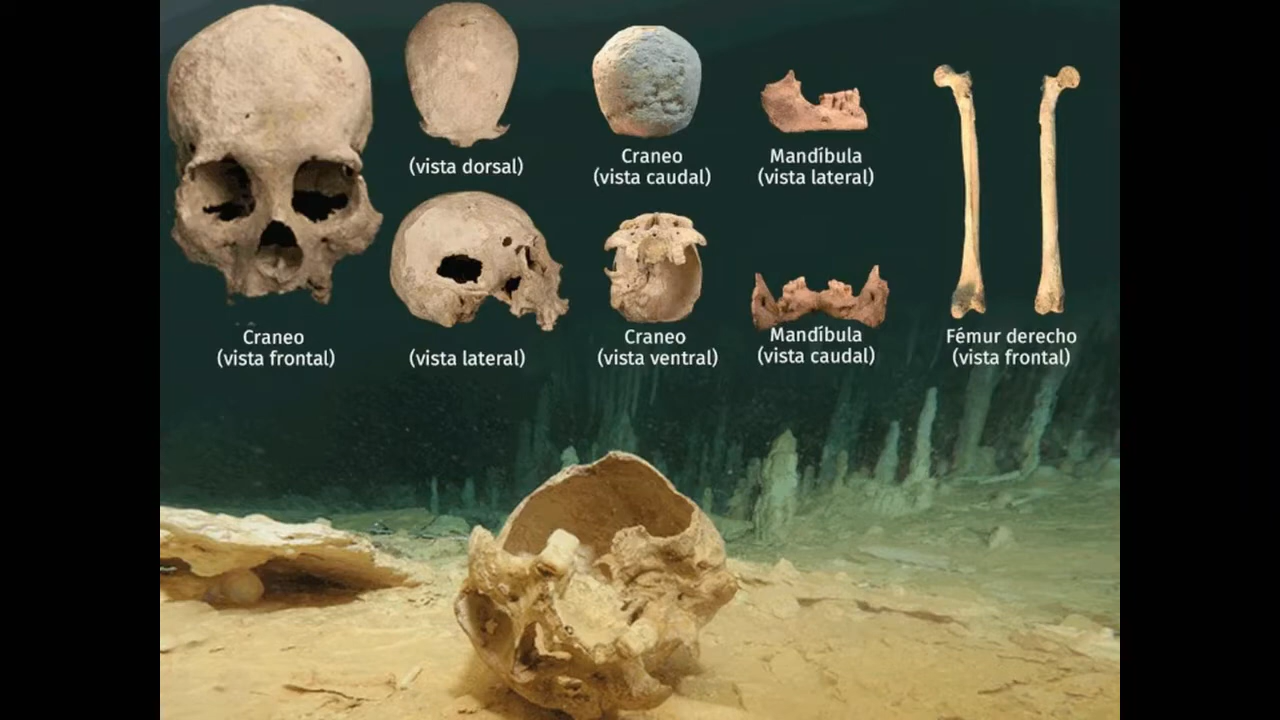 (vista dorsal)
Craneo
(vista caudal)
Mandíbula
(vista lateral)
Craneo
(vista frontal)
(vista lateral)
Craneo
(vista ventral)
Mandíbula
(vista caudal)
Fémur derecho
(vista frontal)